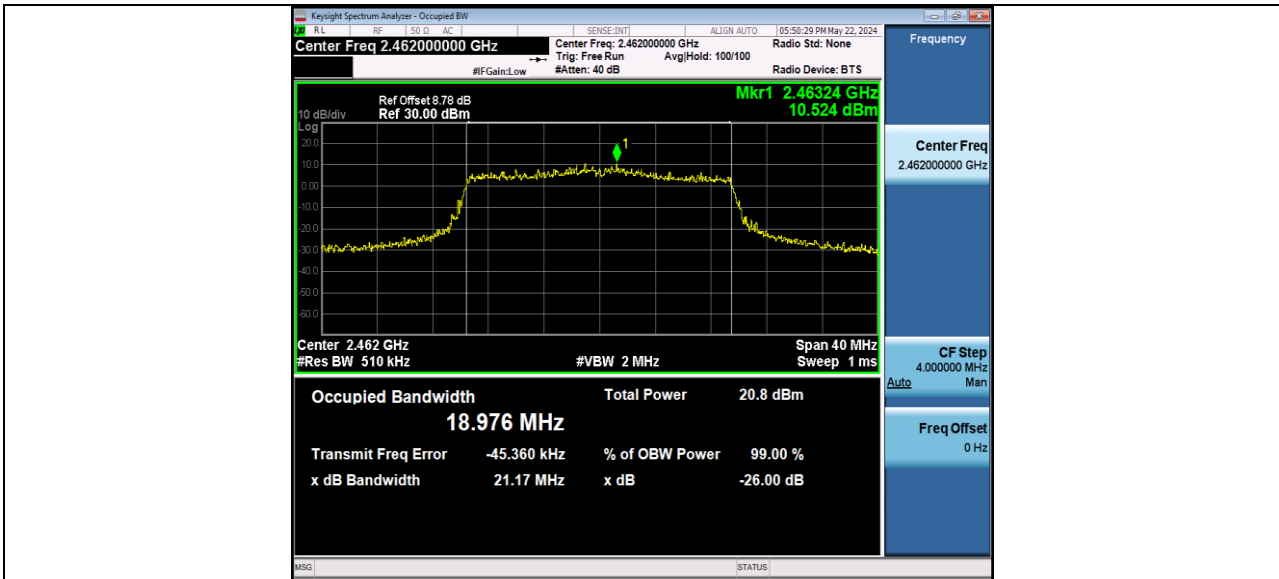 Keysight Spectrum Analyzer - Occupied BW
RL RF 50 Ω AC SENSE:INT ALIGN AUTO 05:50:29 PM May 22, 2024
Center Freq 2.462000000 GHz
Center Freq: 2.462000000 GHz
Radio Std: None
Trig: Free Run Avg|Hold: 100/100
#IFGain:Low #Atten: 40 dB Radio Device: BTS
Frequency
Mkr1 2.46324 GHz
10.524 dBm
Ref Offset 8.78 dB
10 dB/div Ref 30.00 dBm
Log
20.0
10.0
0.00
-10.0
-20.0
-30.0
-40.0
-50.0
-60.0
1
Center 2.462 GHz Span 40 MHz
#Res BW 510 kHz #VBW 2 MHz Sweep 1 ms
Occupied Bandwidth Total Power 20.8 dBm
18.976 MHz
Transmit Freq Error -45.360 kHz % of OBW Power 99.00 %
x dB Bandwidth 21.17 MHz x dB -26.00 dB
Center Freq
2.462000000 GHz
CF Step
4.000000 MHz
Auto Man
Freq Offset
0 Hz
MSG STATUS